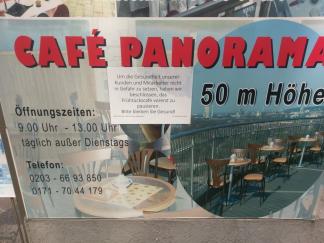 CAFÉ PANORAMA
Um die Gesundheit unserer
Kunden und Mitarbeiter nicht
in Gefahr zu setzen, haben wir
beschlossen, das
Frühstückscafé vorerst zu
pausieren.
Bitte bleiben Sie Gesund!
50 m Höhe
Öffnungszeiten:
9.00 Uhr - 13.00 Uhr
täglich außer Dienstags
Telefon:
0203 - 66 93 850
0171 - 70 44 179